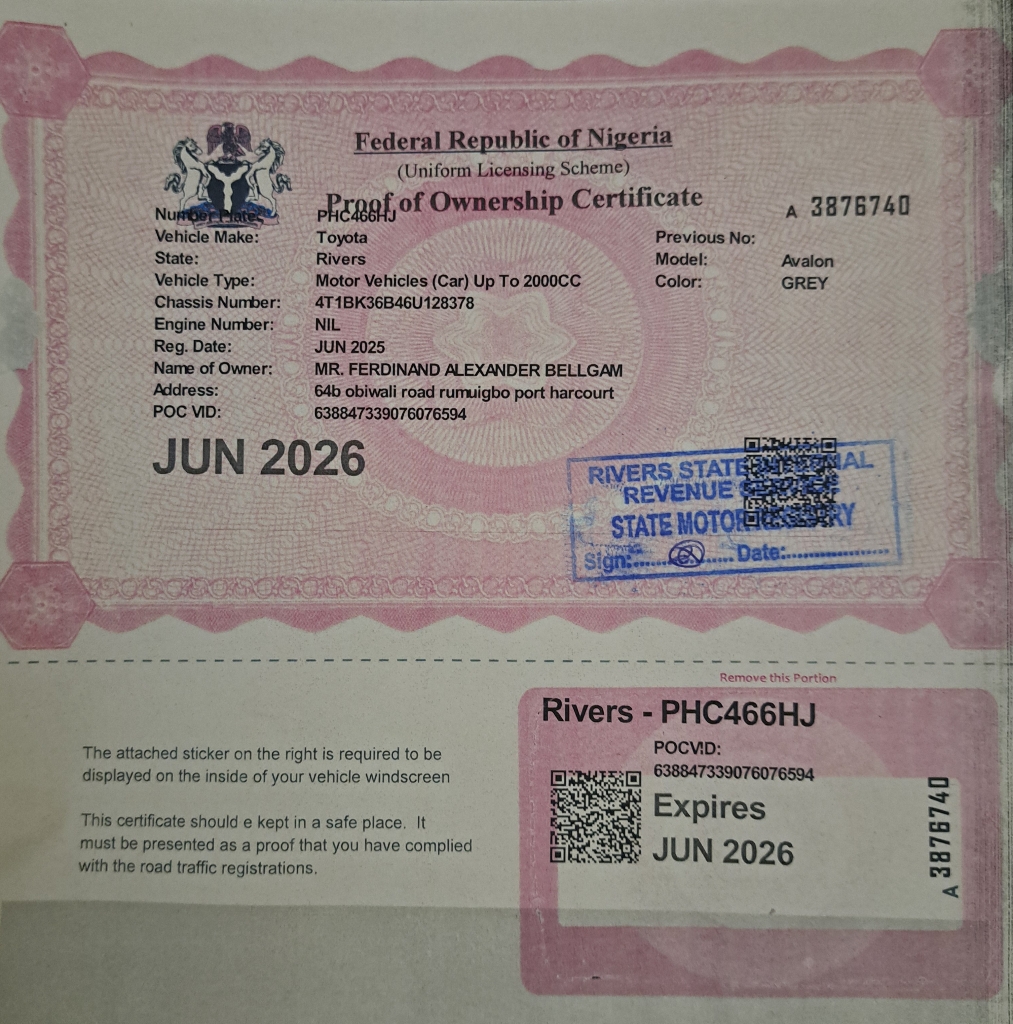 Federal Republic of Nigeria
(Uniform Licensing Scheme)
Proof of Ownership Certificate
A 3876740
Number Plate: PHC466HJ
Vehicle Make: Toyota Previous No:
State: Rivers Model: Avalon
Vehicle Type: Motor Vehicles (Car) Up To 2000CC Color: GREY
Chassis Number: 4T1BK36B46U128378
Engine Number: NIL
Reg. Date: JUN 2025
Name of Owner: MR. FERDINAND ALEXANDER BELLGAM
Address: 64b obiwali road rumuigbo port harcourt
POC VID: 638847339076076594
JUN 2026
RIVERS STATE
REVENUE
STATE MOTOR
Sign:............Date:....................
Remove this Portion
The attached sticker on the right is required to be
displayed on the inside of your vehicle windscreen
This certificate should e kept in a safe place. It
must be presented as a proof that you have complied
with the road traffic registrations.
Rivers - PHC466HJ
POCVID:
638847339076076594
Expires
JUN 2026
A 3876740